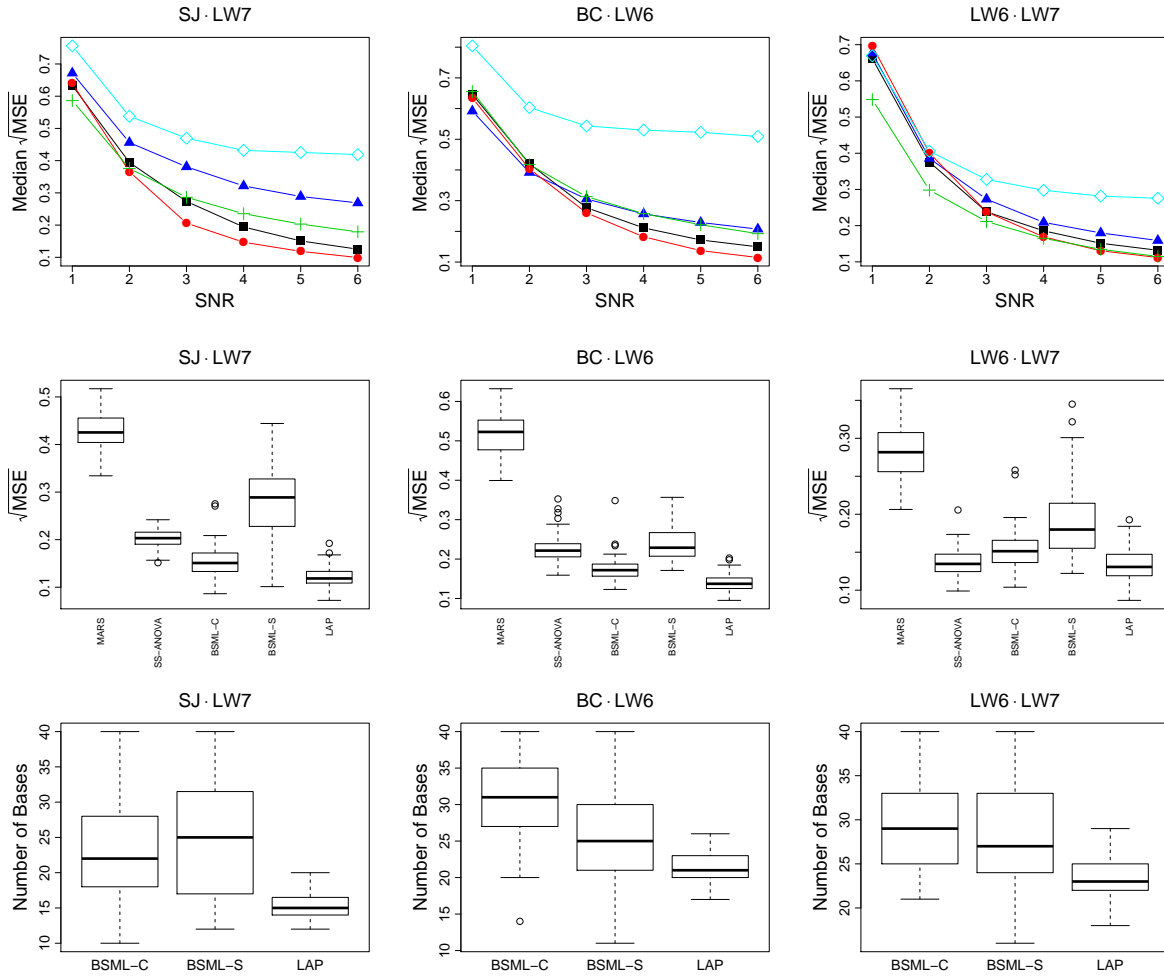 SJ · LW7
BC · LW6
LW6 · LW7
Median √MSE
0.1 0.2 0.3 0.4 0.5 0.6 0.7
1 2 3 4 5 6
SNR
Median √MSE
0.1 0.3 0.5 0.7
1 2 3 4 5 6
SNR
Median √MSE
0.1 0.2 0.3 0.4 0.5 0.6 0.7
1 2 3 4 5 6
SNR
SJ · LW7
BC · LW6
LW6 · LW7
√MSE
0.1 0.2 0.3 0.4 0.5
MARS
SS−ANOVA
BSML−C
BSML−S
LAP
√MSE
0.1 0.2 0.3 0.4 0.5 0.6
MARS
SS−ANOVA
BSML−C
BSML−S
LAP
√MSE
0.10 0.20 0.30
MARS
SS−ANOVA
BSML−C
BSML−S
LAP
SJ · LW7
BC · LW6
LW6 · LW7
Number of Bases
10 15 20 25 30 35 40
BSML−C BSML−S LAP
Number of Bases
10 15 20 25 30 35 40
BSML−C BSML−S LAP
Number of Bases
20 25 30 35 40
BSML−C BSML−S LAP